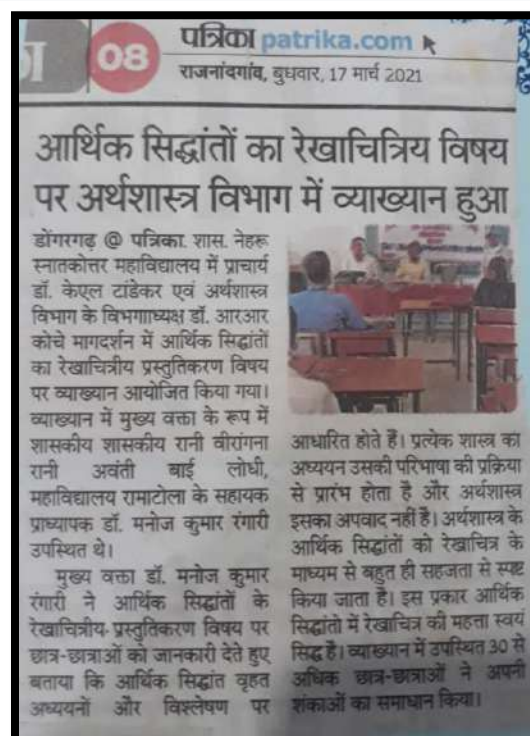 08
पत्रिका patrika.com
राजनांदगांव, बुधवार, 17 मार्च 2021
आर्थिक सिद्धांतों का रेखाचित्रिय विषय
पर अर्थशास्त्र विभाग में व्याख्यान हुआ
डोंगरगढ़ @ पत्रिका. शास. नेहरू
स्नातकोत्तर महाविद्यालय में प्राचार्य
डॉ. केएल टांडेकर एवं अर्थशास्त्र
विभाग के विभगााध्यक्ष डॉ. आरआर
कोचे मागदर्शन में आर्थिक सिद्धांतों
का रेखाचित्रीय प्रस्तुतिकरण विषय
पर व्याख्यान आयोजित किया गया।
व्याख्यान में मुख्य वक्ता के रूप में
शासकीय शासकीय रानी वीरांगना
रानी अवंती बाई लोधी,
महाविद्यालय रामाटोला के सहायक
प्राध्यापक डॉ. मनोज कुमार रंगारी
उपस्थित थे।
मुख्य वक्ता डॉ. मनोज कुमार
रंगारी ने आर्थिक सिद्धांतों के
रेखाचित्रीय प्रस्तुतिकरण विषय पर
छात्र-छात्राओं को जानकारी देते हुए
बताया कि आर्थिक सिद्धांत वृहत
अध्ययनों और विश्लेषण पर
आधारित होते हैं। प्रत्येक शास्त्र का
अध्ययन उसकी परिभाषा की प्रक्रिया
से प्रारंभ होता है और अर्थशास्त्र
इसका अपवाद नहीं है। अर्थशास्त्र के
आर्थिक सिद्धांतों को रेखाचित्र के
माध्यम से बहुत ही सहजता से स्पष्ट
किया जाता है। इस प्रकार आर्थिक
सिद्धांतो में रेखाचित्र की महत्ता स्वयं
सिद्ध है। व्याख्यान में उपस्थित 30 से
अधिक छात्र-छात्राओं ने अपनी
शंकाओं का समाधान किया।